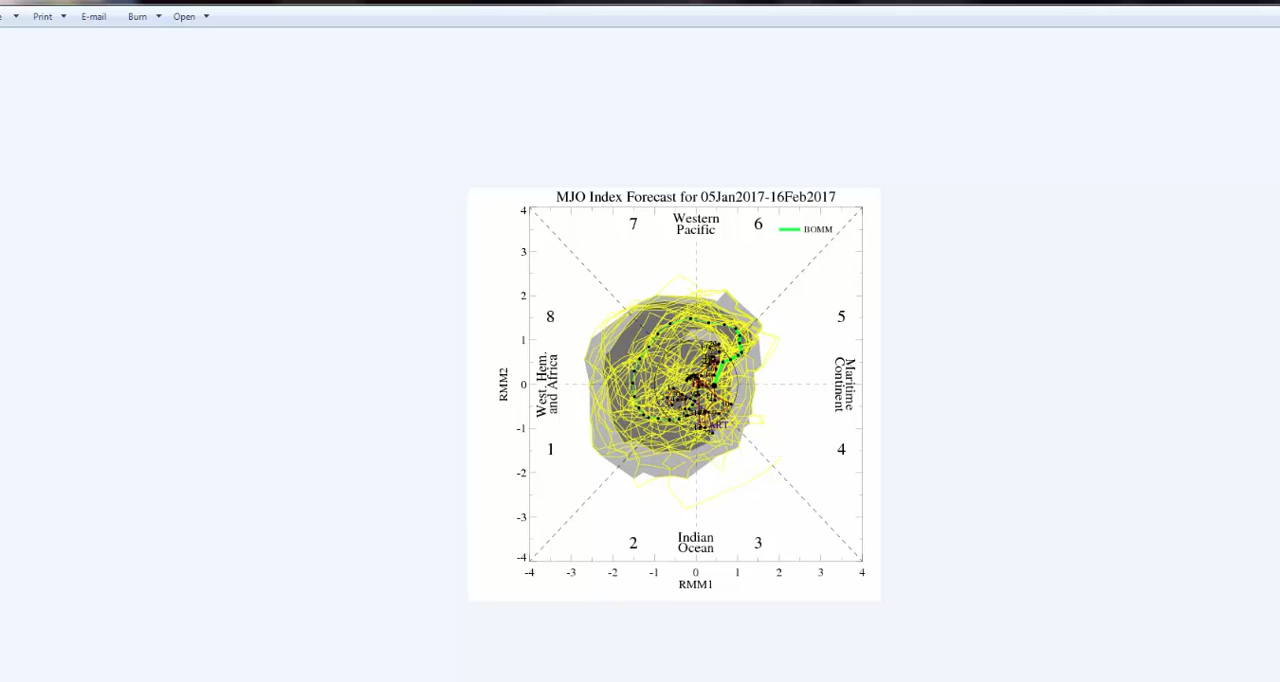 Print E-mail Burn Open
MJO Index Forecast for 05Jan2017-16Feb2017
4
7
Western
Pacific
6
BOMM
3
2
8
5
1
West. Hem.
and Africa
RMM2
0
Maritime
Continent
-1
1
4
-2
-3
2
Indian
Ocean
3
-4
-4 -3 -2 -1 0 1 2 3 4
RMM1